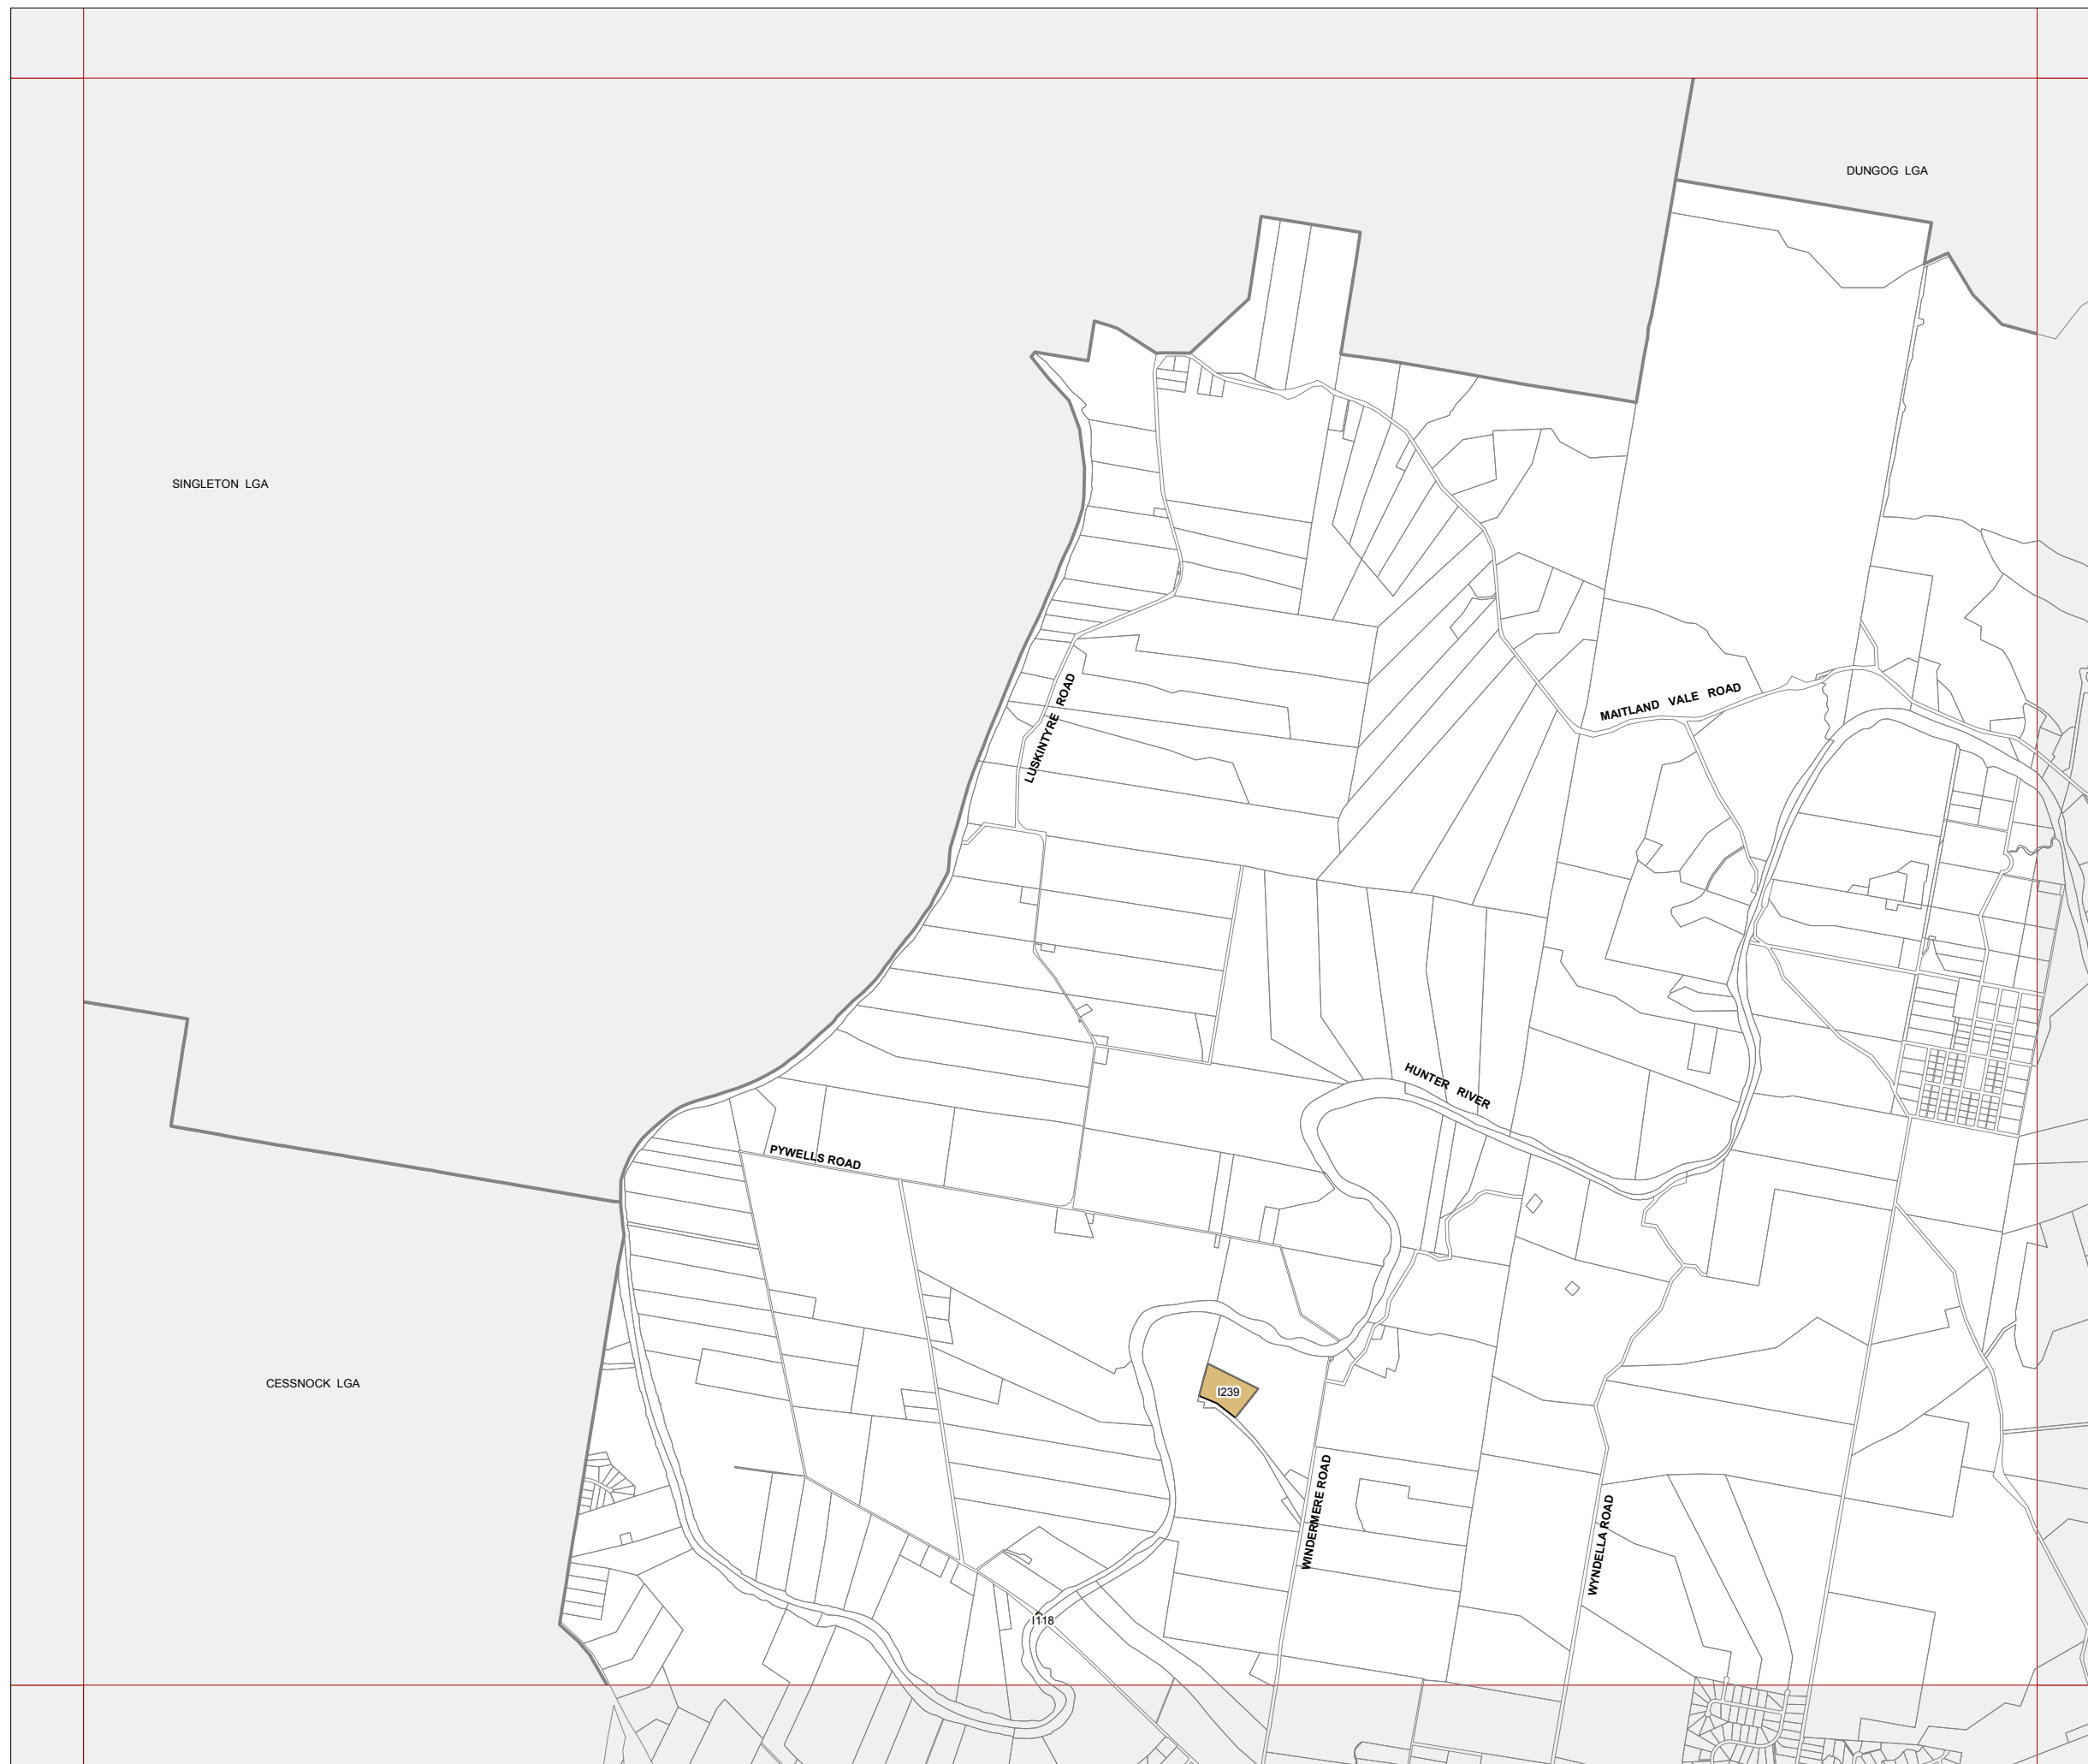 DUNGOG LGA
SINGLETON LGA
MAITLAND VALE ROAD
LUSKINTYRE ROAD
HUNTER RIVER
PYWELLS ROAD
CESSNOCK LGA
I239
WINDERMERE ROAD
WYNDELLA ROAD
I118